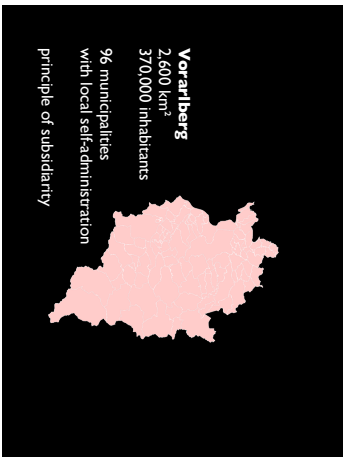 Vorarlberg
2,600 km²
370,000 inhabitants
96 municipalities
with local self-administration
principle of subsidiarity